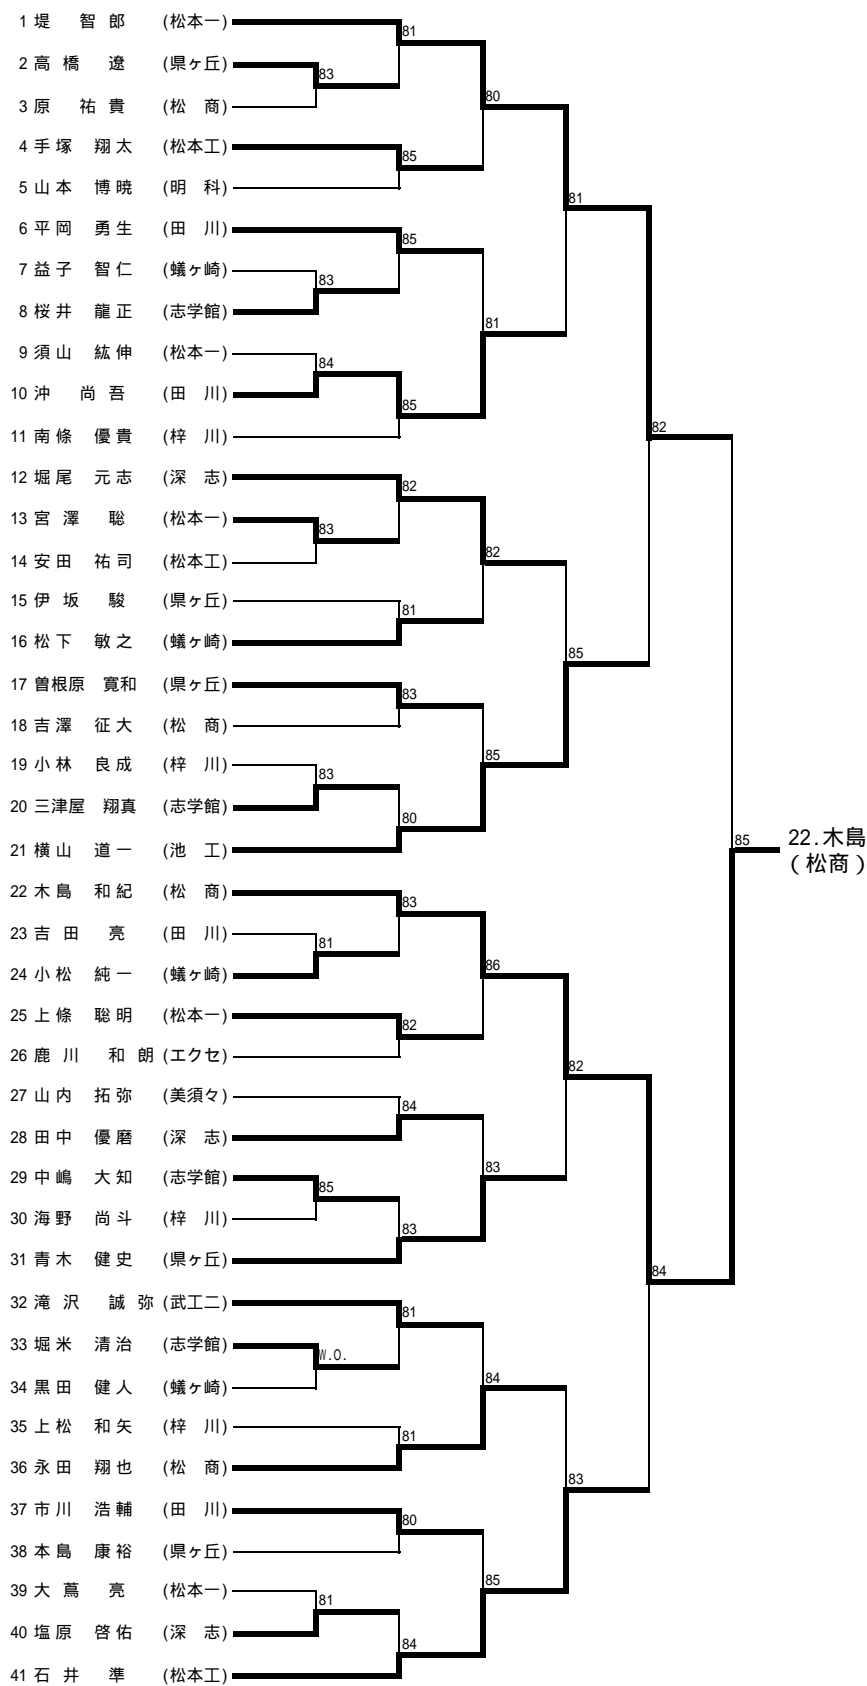 1 堤 智郎 (松本一)
81
2 高橋 遼 (県ヶ丘)
83
3 原 祐貴 (松 商)
80
4 手塚 翔太 (松本工)
85
5 山本 博暁 (明 科)
81
6 平岡 勇生 (田 川)
85
7 益子 智仁 (蟻ヶ崎)
83
8 桜井 龍正 (志学館)
81
9 須山 紘伸 (松本一)
84
10 沖 尚吾 (田 川)
85
11 南條 優貴 (梓 川)
82
12 堀尾 元志 (深 志)
82
13 宮澤 聡 (松本一)
83
14 安田 祐司 (松本工)
82
15 伊坂 駿 (県ヶ丘)
81
16 松下 敏之 (蟻ヶ崎)
85
17 曽根原 寛和 (県ヶ丘)
83
18 吉澤 征大 (松 商)
85
19 小林 良成 (梓 川)
83
20 三津屋 翔真 (志学館)
80
21 横山 道一 (池 工)
85
22.木島
(松商)
22 木島 和紀 (松 商)
83
23 吉田 亮 (田 川)
81
24 小松 純一 (蟻ヶ崎)
86
25 上條 聡明 (松本一)
82
26 鹿川 和朗 (エクセ)
82
27 山内 拓弥 (美須々)
84
28 田中 優磨 (深 志)
83
29 中嶋 大知 (志学館)
85
30 海野 尚斗 (梓 川)
83
31 青木 健史 (県ヶ丘)
84
32 滝沢 誠弥 (武工二)
81
33 堀米 清治 (志学館)
W.O.
34 黒田 健人 (蟻ヶ崎)
84
35 上松 和矢 (梓 川)
81
36 永田 翔也 (松 商)
83
37 市川 浩輔 (田 川)
80
38 本島 康裕 (県ヶ丘)
85
39 大蔦 亮 (松本一)
81
40 塩原 啓佑 (深 志)
84
41 石井 準 (松本工)